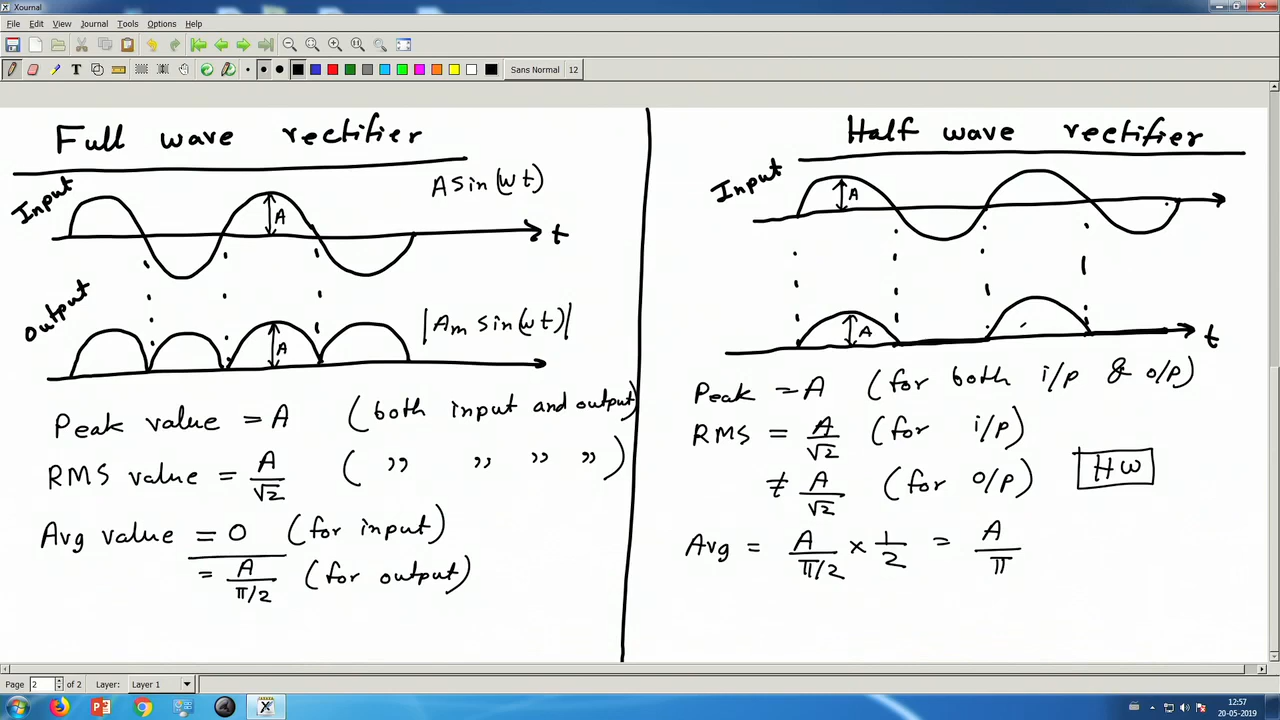 Xournal
File Edit View Journal Tools Options Help
Sans Normal 12
Full wave rectifier
Input
A sin(wt)
A
t
Output
|Am sin(wt)|
A
Peak value = A (both input and output)
RMS value = A/√2 ( ,, ,, ,, ,, )
Avg value = 0 (for input)
= A/π/2 (for output)
Half wave rectifier
Input
A
A
t
Peak = A (for both i/p & o/p)
RMS = A/√2 (for i/p)
≠ A/√2 (for o/p)
HW
Avg = A/π/2 × 1/2 = A/π
Page 2 of 2 Layer: Layer 1
12:57
20-05-2019